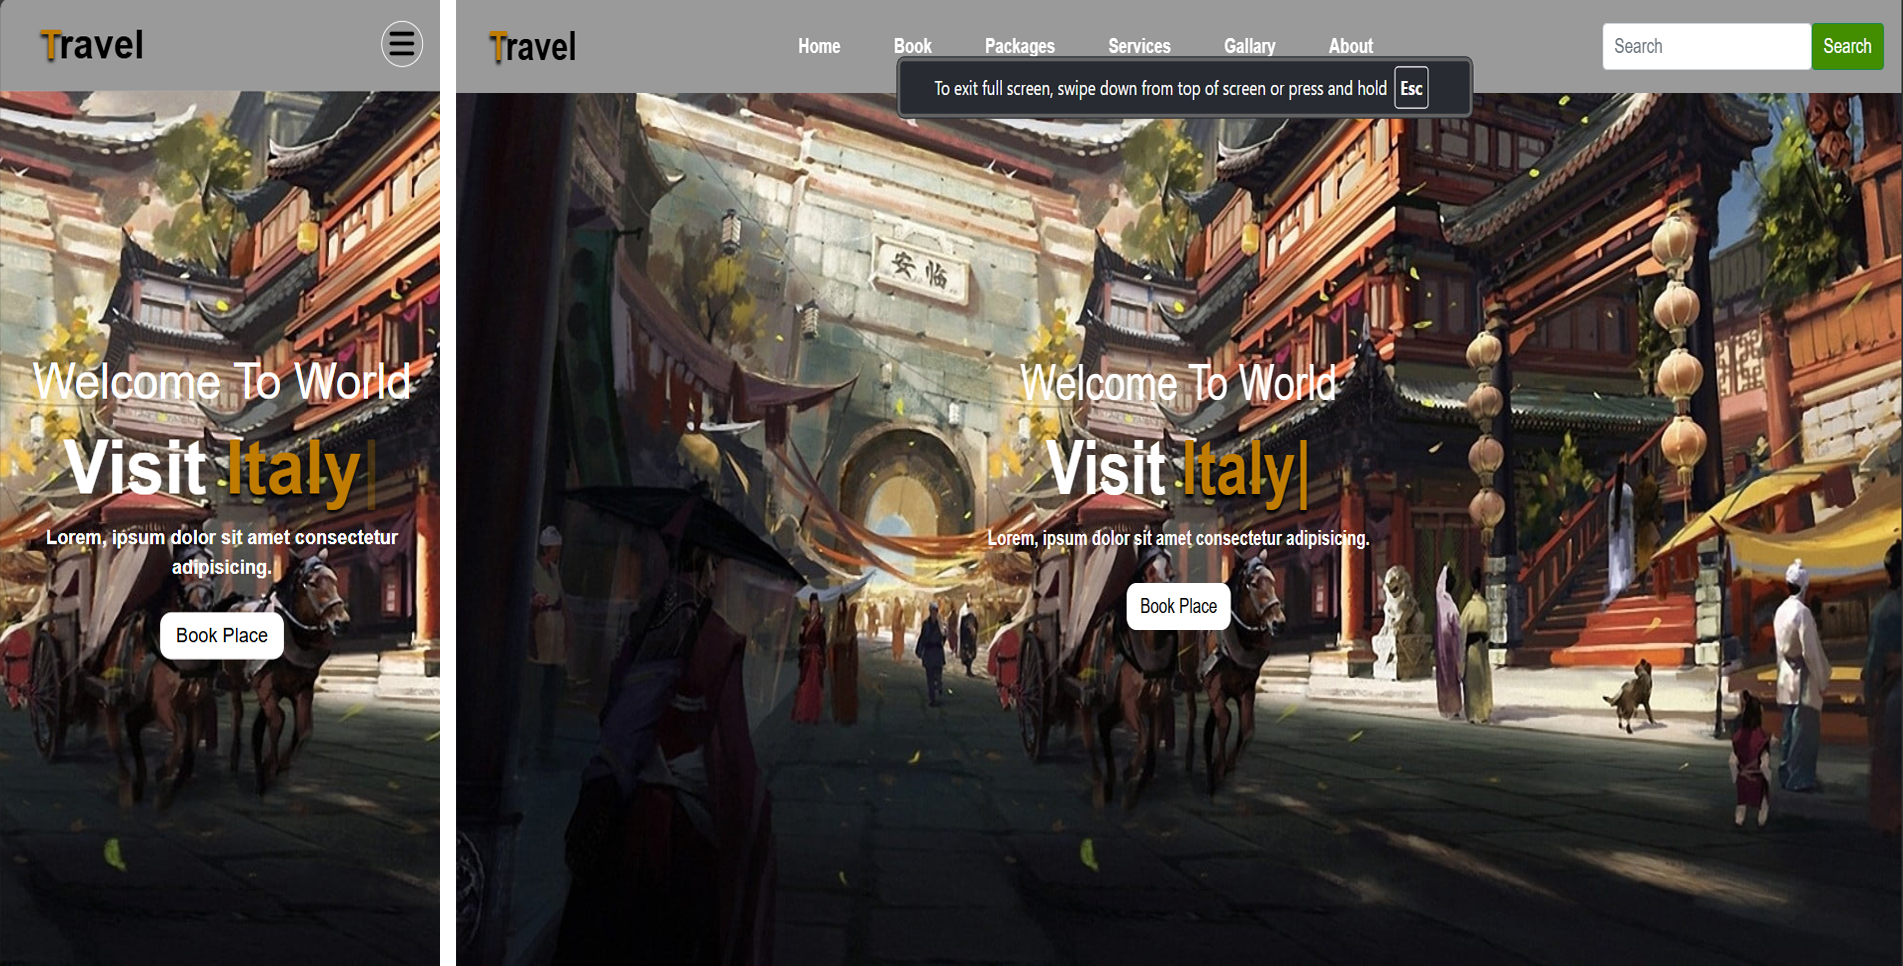 Travel
Welcome To World
Visit Italy|
Lorem, ipsum dolor sit amet consectetur
adipisicing.
Book Place
Travel
Home Book Packages Services Gallary About
Search Search
To exit full screen, swipe down from top of screen or press and hold Esc
安临
Welcome To World
Visit Italy|
Lorem, ipsum dolor sit amet consectetur adipisicing.
Book Place